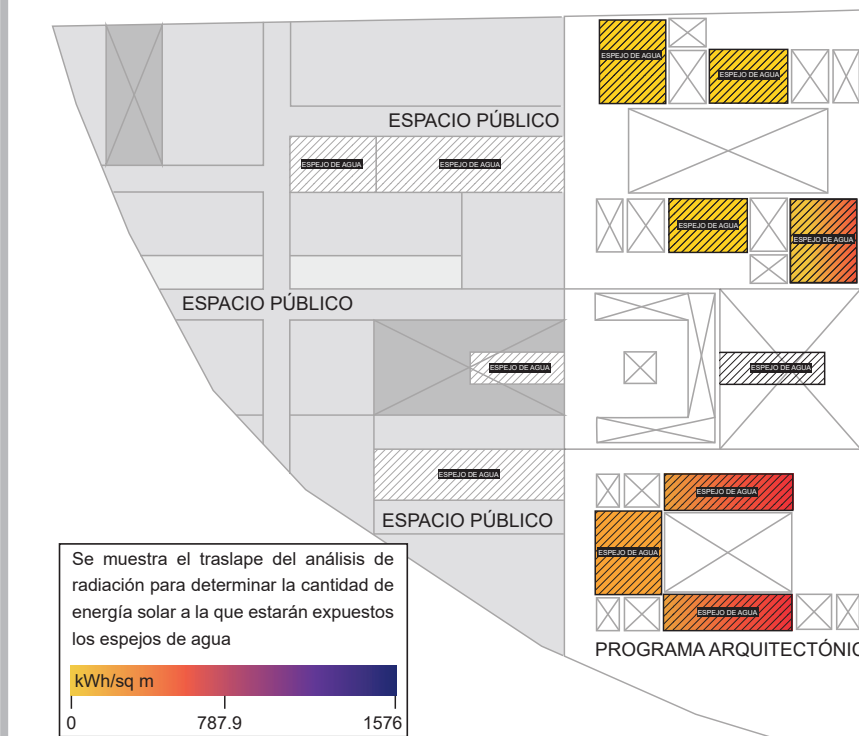 ESPEJO DE AGUA
ESPEJO DE AGUA
ESPACIO PÚBLICO
ESPEJO DE AGUA
ESPEJO DE AGUA
ESPEJO DE AGUA
ESPEJO DE AGUA
ESPACIO PÚBLICO
ESPEJO DE AGUA
ESPEJO DE AGUA
ESPEJO DE AGUA
ESPEJO DE AGUA
ESPACIO PÚBLICO
ESPEJO DE AGUA
ESPEJO DE AGUA
PROGRAMA ARQUITECTÓNIC
Se muestra el traslape del análisis de
radiación para determinar la cantidad de
energía solar a la que estarán expuestos
los espejos de agua
kWh/sq m
0 787.9 1576